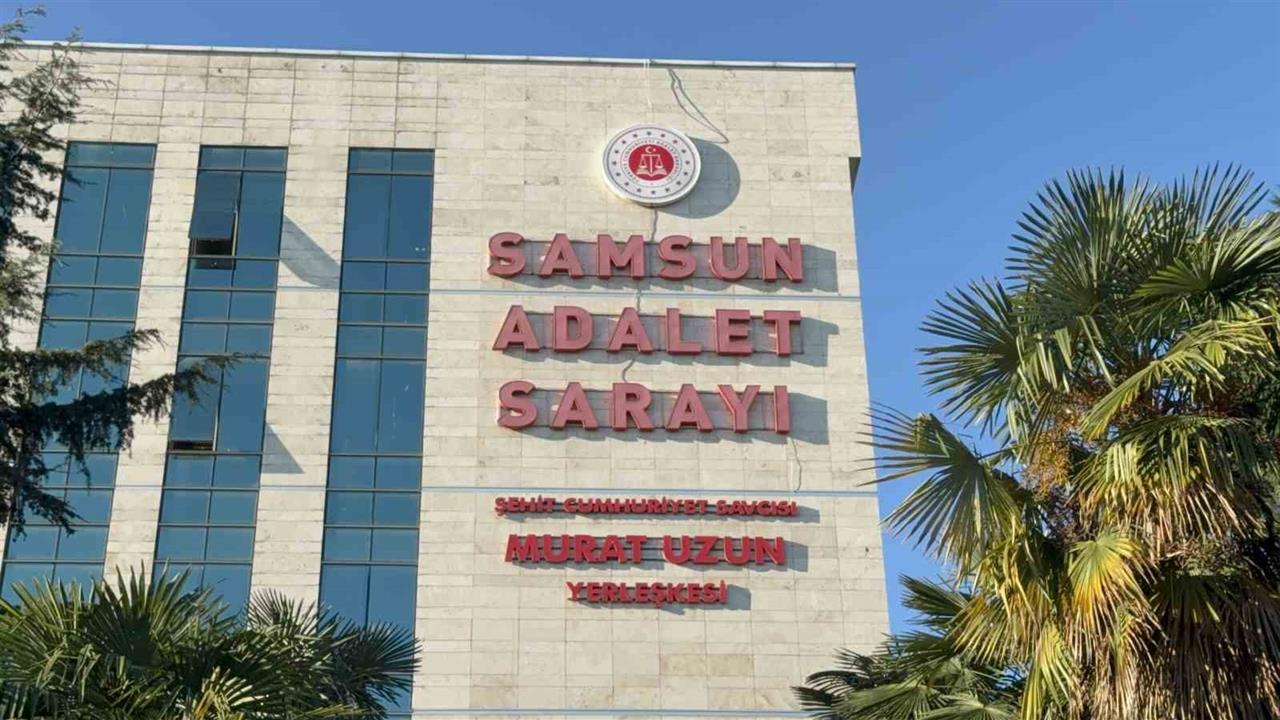 SAMSUN
ADALET
SARAYI
ŞEHİT CUMHURİYET SAVCISI
MURAT UZUN
YERLEŞKESİ